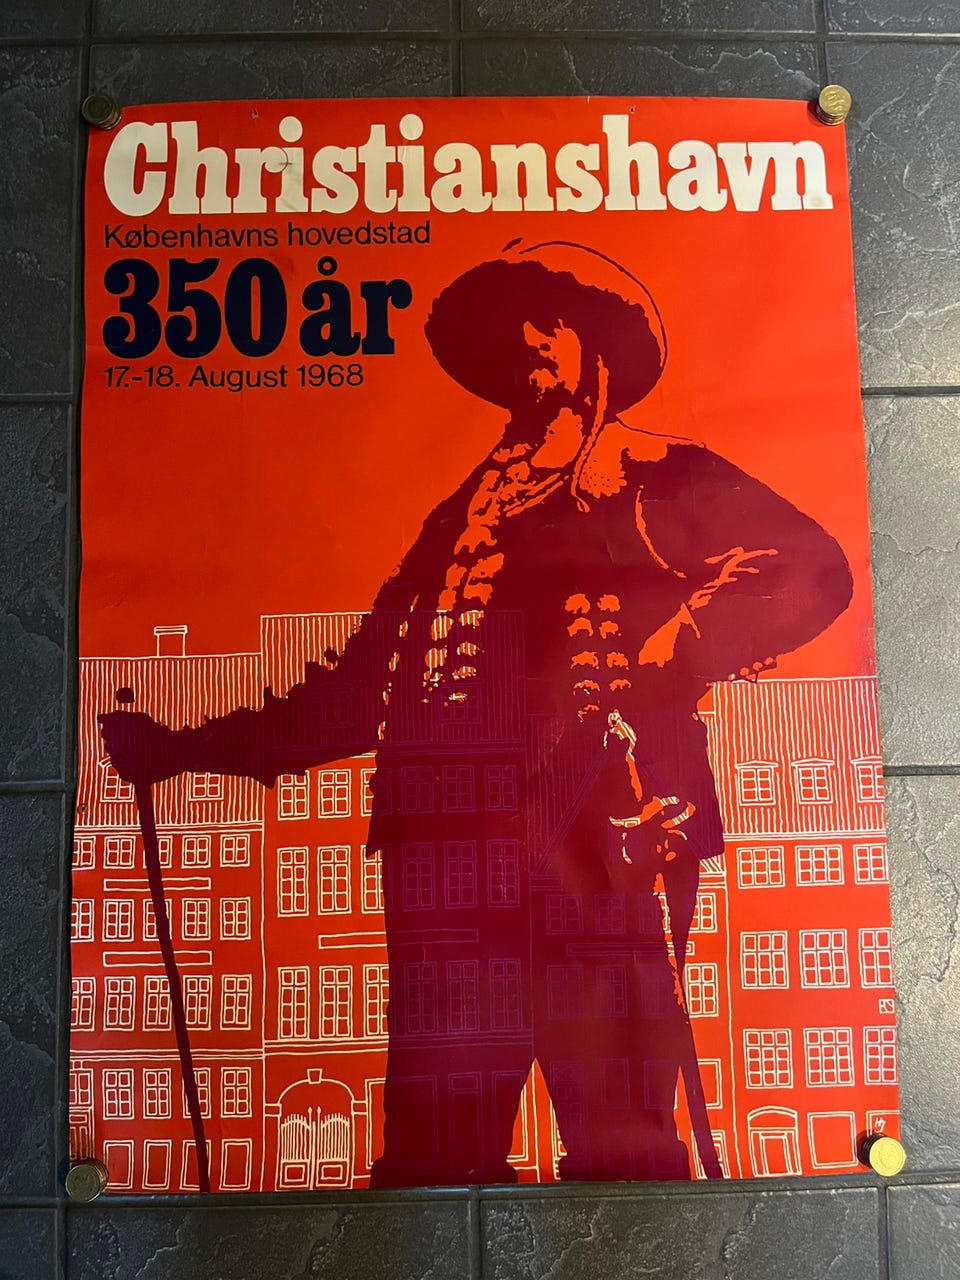 Christianshavn
Københavns hovedstad
350 år
17.-18. August 1968